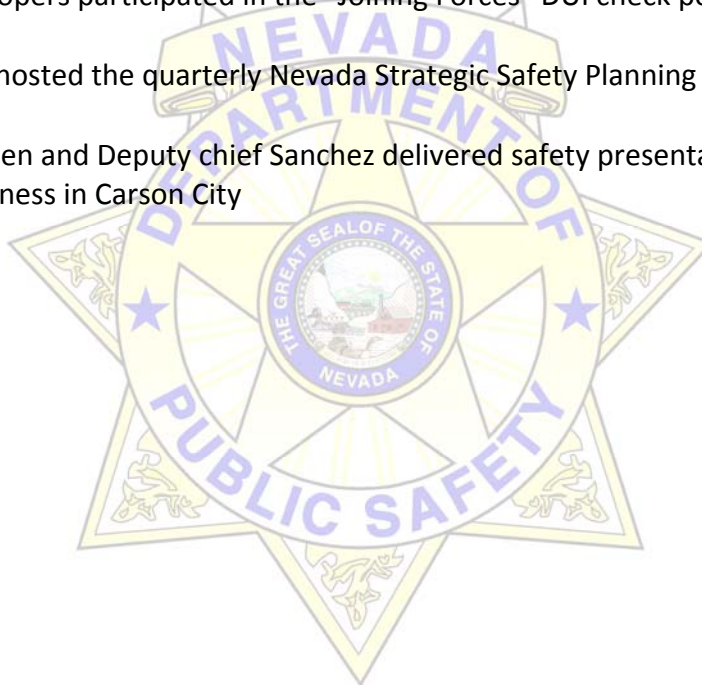 opers participated in the "Joining Forces" DUI check po
hosted the quarterly Nevada Strategic Safety Planning
en and Deputy chief Sanchez delivered safety presenta
ness in Carson City
NEVADA
DEPARTMENT OF
THE GREAT SEAL OF THE STATE OF
NEVADA
PUBLIC SAFETY